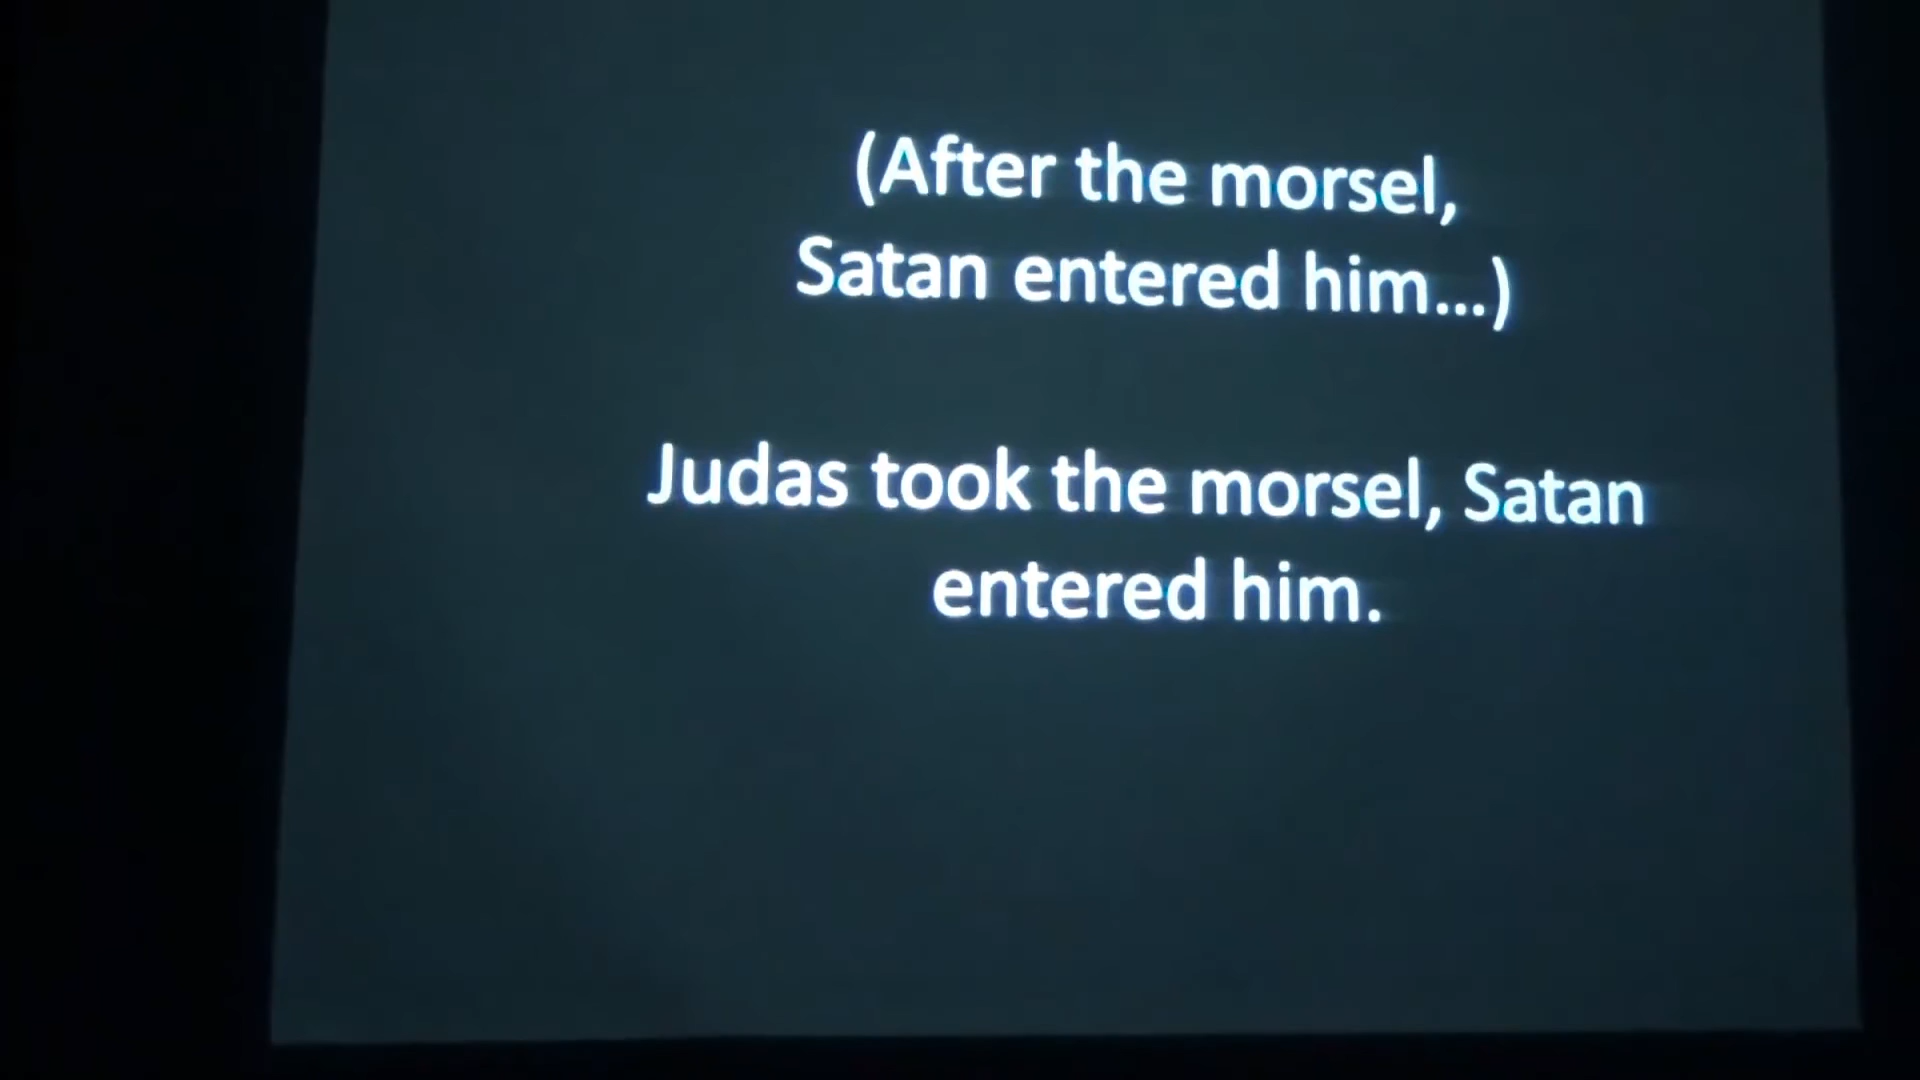 (After the morsel,
Satan entered him...)
Judas took the morsel, Satan
entered him.